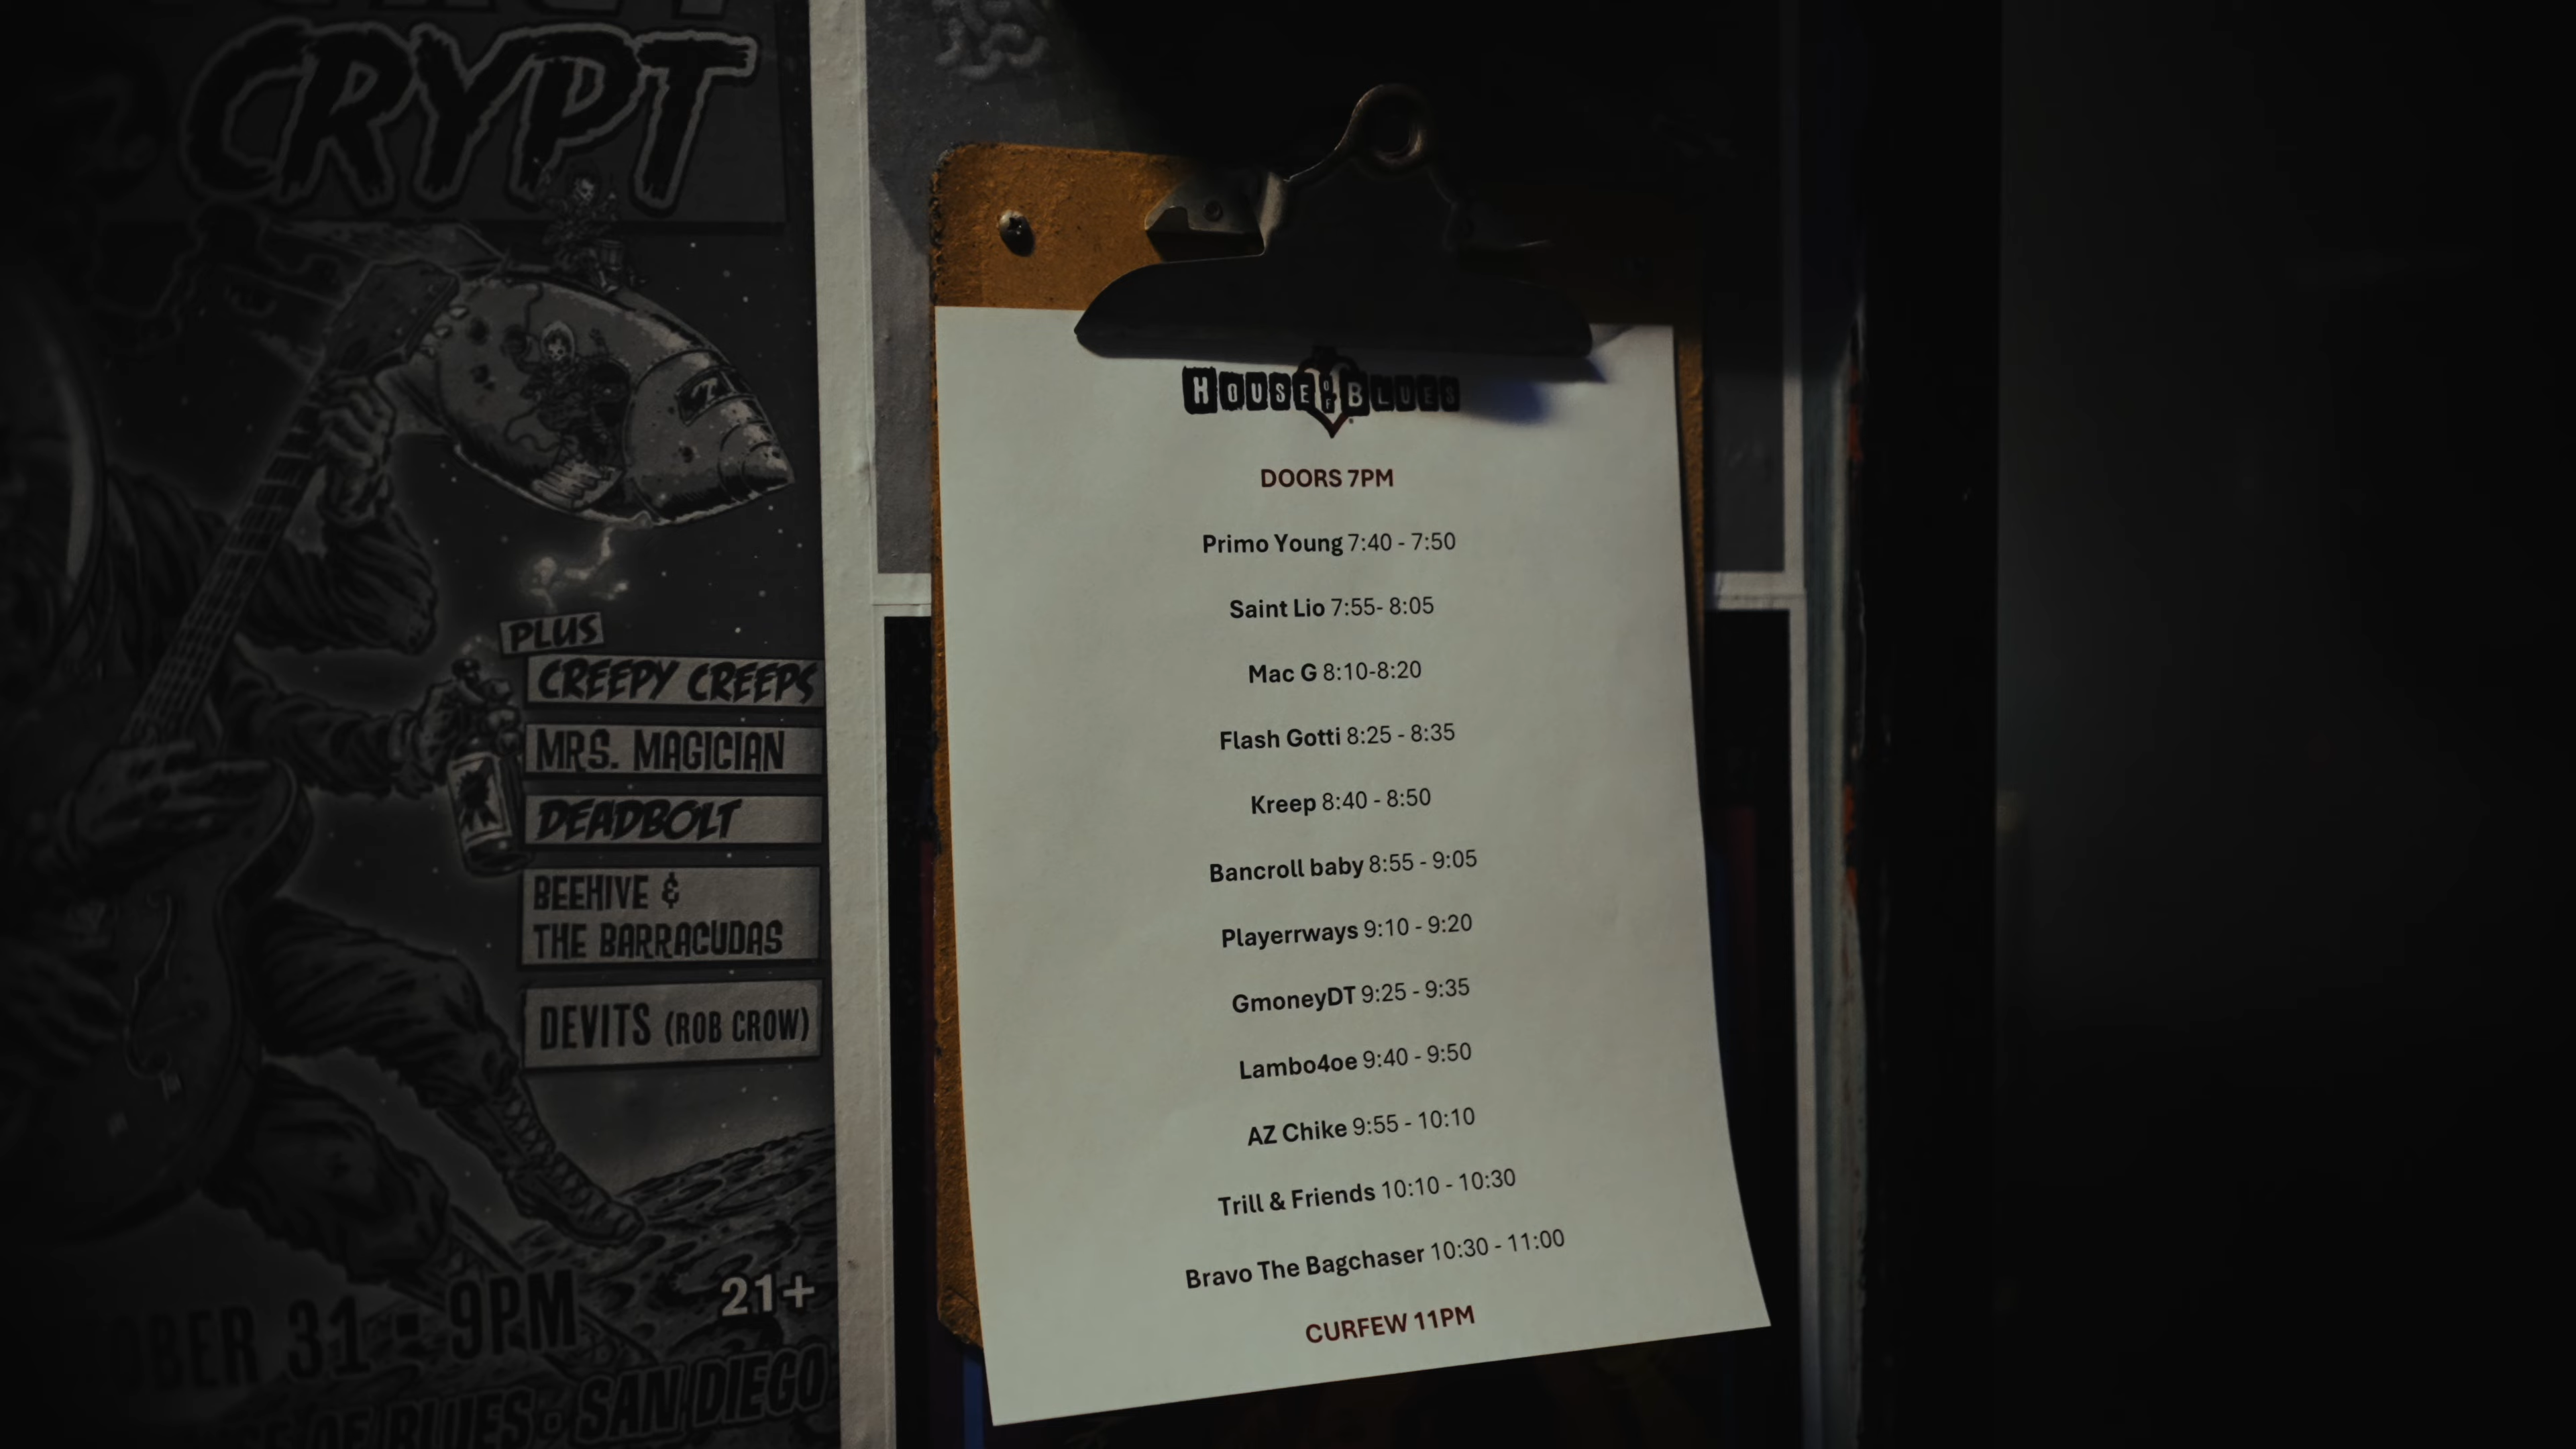 CRYPT
PLUS
CREEPY CREEPS
MRS. MAGICIAN
DEADBOLT
BEEHIVE &
THE BARRACUDAS
DEVITS (ROB CROW)
21+
31 · 9PM
OF BLUES · SAN DIEGO
HOUSE OF BLUES
DOORS 7PM
Primo Young 7:40 - 7:50
Saint Lio 7:55- 8:05
Mac G 8:10-8:20
Flash Gotti 8:25 - 8:35
Kreep 8:40 - 8:50
Bancroll baby 8:55 - 9:05
Playerrways 9:10 - 9:20
GmoneyDT 9:25 - 9:35
Lambo4oe 9:40 - 9:50
AZ Chike 9:55 - 10:10
Trill & Friends 10:10 - 10:30
Bravo The Bagchaser 10:30 - 11:00
CURFEW 11PM